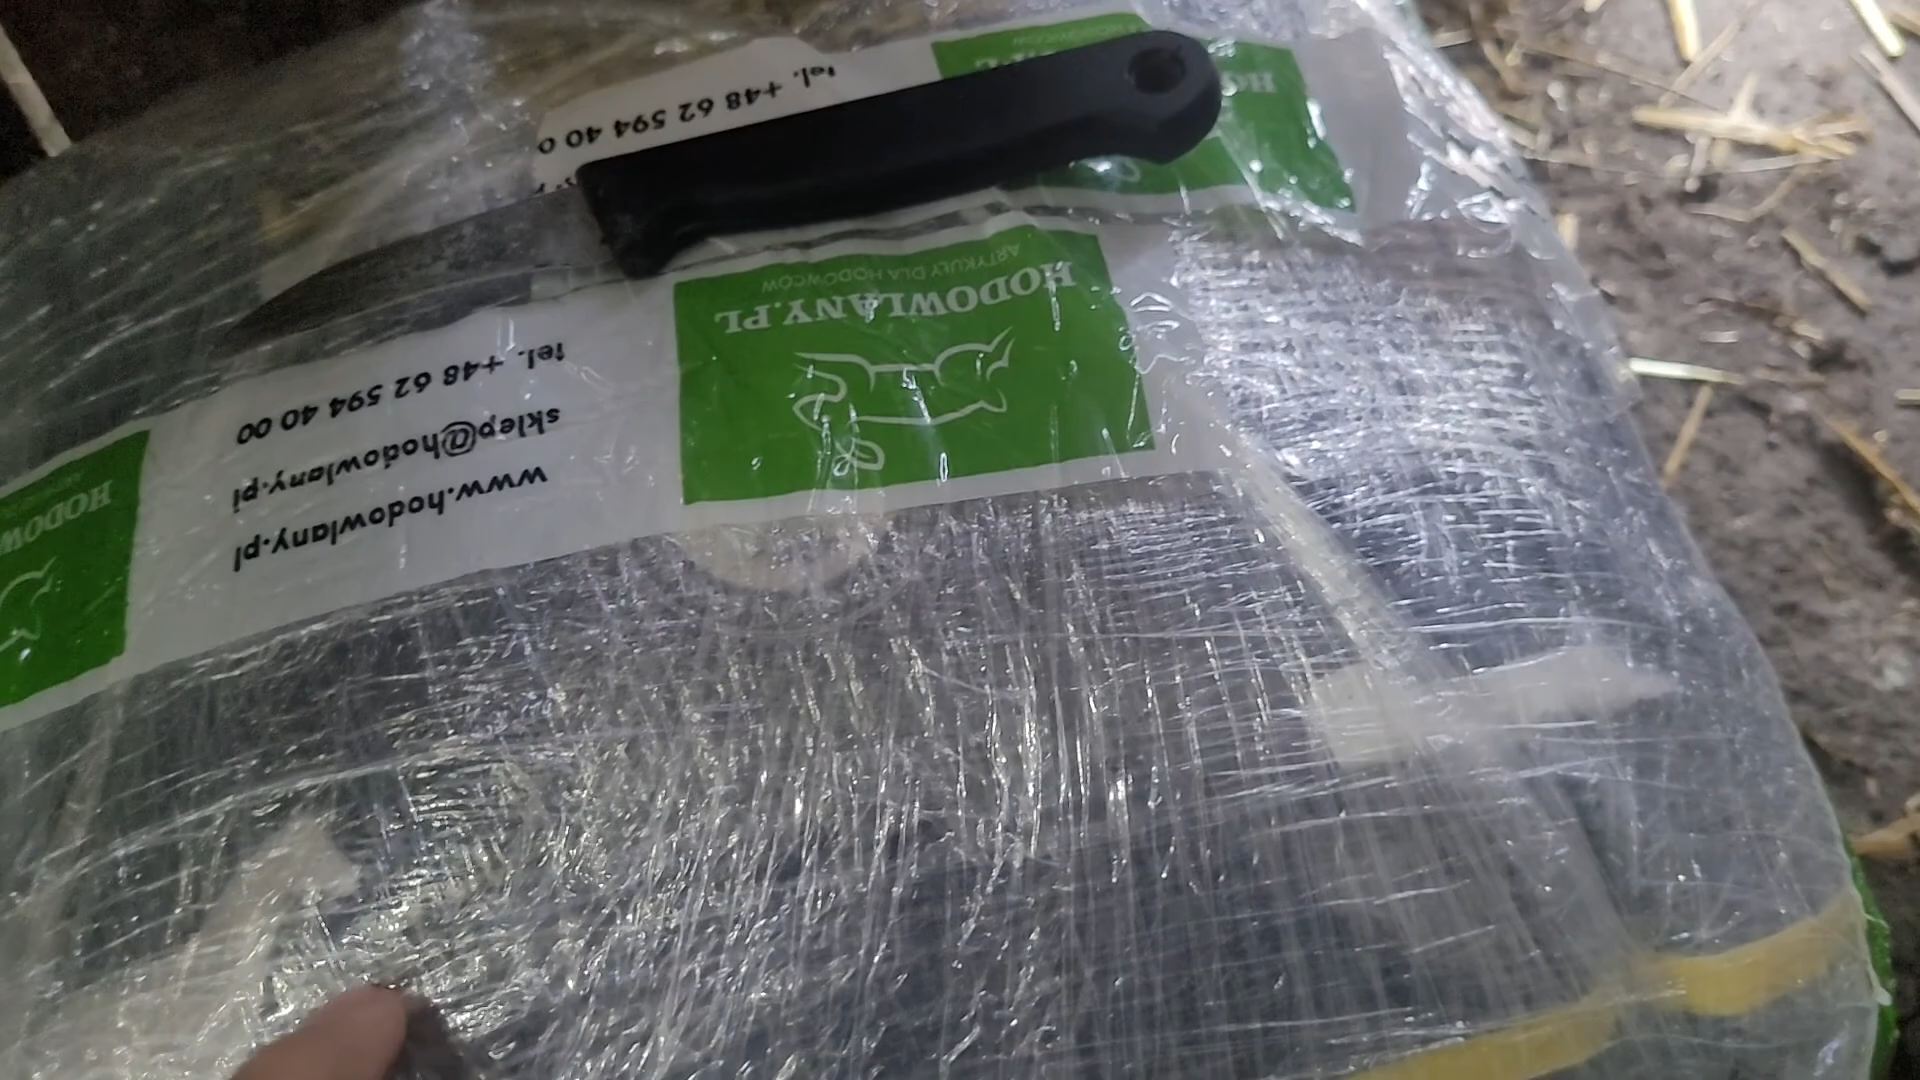 HODOWLANY.PL
ARTYKUŁY DLA HODOWCÓW
www.hodowlany.pl
sklep@hodowlany.pl
tel. +48 62 594 40 00
HODOW
tel. +48 62 594 40 0